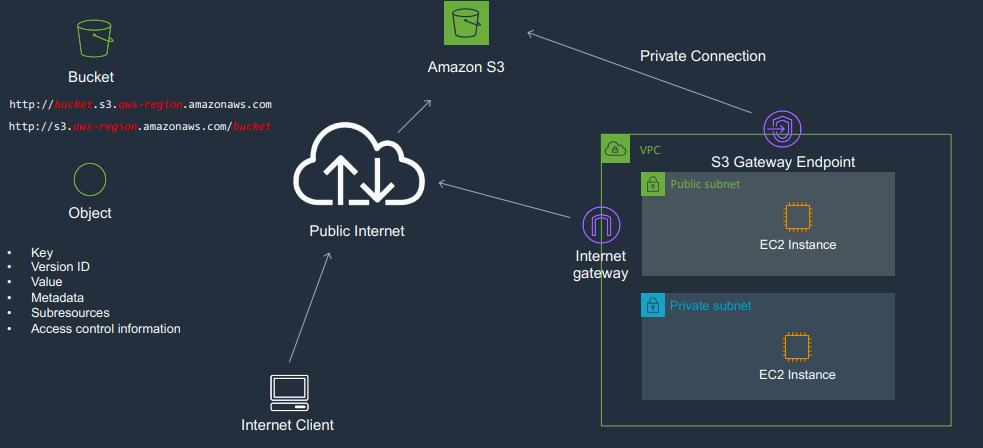 Bucket
http://bucket.s3.aws-region.amazonaws.com
http://s3.aws-region.amazonaws.com/bucket
Object
• Key
• Version ID
• Value
• Metadata
• Subresources
• Access control information
Amazon S3
Public Internet
Internet Client
Private Connection
S3 Gateway Endpoint
VPC
Internet
gateway
Public subnet
EC2 Instance
Private subnet
EC2 Instance